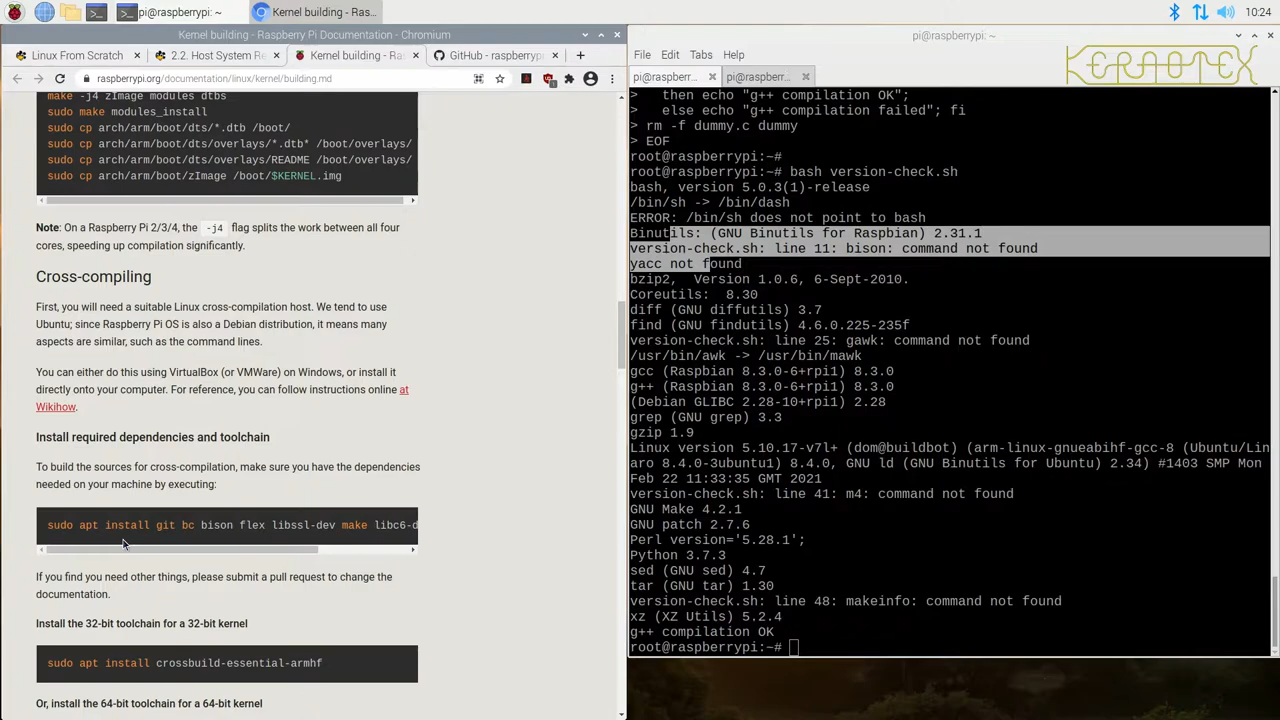 pi@raspberrypi: ~
Kernel building - Ras...
10:24
Kernel building - Raspberry Pi Documentation - Chromium
Linux From Scratch
2.2. Host System Re
Kernel building - Ras
GitHub - raspberryp
raspberrypi.org/documentation/linux/kernel/building.md
make -j4 zImage modules dtbs
sudo make modules_install
sudo cp arch/arm/boot/dts/*.dtb /boot/
sudo cp arch/arm/boot/dts/overlays/*.dtb* /boot/overlays/
sudo cp arch/arm/boot/dts/overlays/README /boot/overlays/
sudo cp arch/arm/boot/zImage /boot/$KERNEL.img
Note: On a Raspberry Pi 2/3/4, the -j4 flag splits the work between all four
cores, speeding up compilation significantly.
Cross-compiling
First, you will need a suitable Linux cross-compilation host. We tend to use
Ubuntu; since Raspberry Pi OS is also a Debian distribution, it means many
aspects are similar, such as the command lines.
You can either do this using VirtualBox (or VMWare) on Windows, or install it
directly onto your computer. For reference, you can follow instructions online at
Wikihow.
Install required dependencies and toolchain
To build the sources for cross-compilation, make sure you have the dependencies
needed on your machine by executing:
sudo apt install git bc bison flex libssl-dev make libc6-d
If you find you need other things, please submit a pull request to change the
documentation.
Install the 32-bit toolchain for a 32-bit kernel
sudo apt install crossbuild-essential-armhf
Or, install the 64-bit toolchain for a 64-bit kernel
pi@raspberrypi: ~
File Edit Tabs Help
KEROTEX
pi@raspberr...
pi@raspberr...
> then echo "g++ compilation OK";
> else echo "g++ compilation failed"; fi
> rm -f dummy.c dummy
> EOF
root@raspberrypi:~#
root@raspberrypi:~# bash version-check.sh
bash, version 5.0.3(1)-release
/bin/sh -> /bin/dash
ERROR: /bin/sh does not point to bash
Binutils: (GNU Binutils for Raspbian) 2.31.1
version-check.sh: line 11: bison: command not found
yacc not found
bzip2, Version 1.0.6, 6-Sept-2010.
Coreutils: 8.30
diff (GNU diffutils) 3.7
find (GNU findutils) 4.6.0.225-235f
version-check.sh: line 25: gawk: command not found
/usr/bin/awk -> /usr/bin/mawk
gcc (Raspbian 8.3.0-6+rpi1) 8.3.0
g++ (Raspbian 8.3.0-6+rpi1) 8.3.0
(Debian GLIBC 2.28-10+rpi1) 2.28
grep (GNU grep) 3.3
gzip 1.9
Linux version 5.10.17-v7l+ (dom@buildbot) (arm-linux-gnueabihf-gcc-8 (Ubuntu/Lin
aro 8.4.0-3ubuntu1) 8.4.0, GNU ld (GNU Binutils for Ubuntu) 2.34) #1403 SMP Mon
Feb 22 11:33:35 GMT 2021
version-check.sh: line 41: m4: command not found
GNU Make 4.2.1
GNU patch 2.7.6
Perl version='5.28.1';
Python 3.7.3
sed (GNU sed) 4.7
tar (GNU tar) 1.30
version-check.sh: line 48: makeinfo: command not found
xz (XZ Utils) 5.2.4
g++ compilation OK
root@raspberrypi:~#